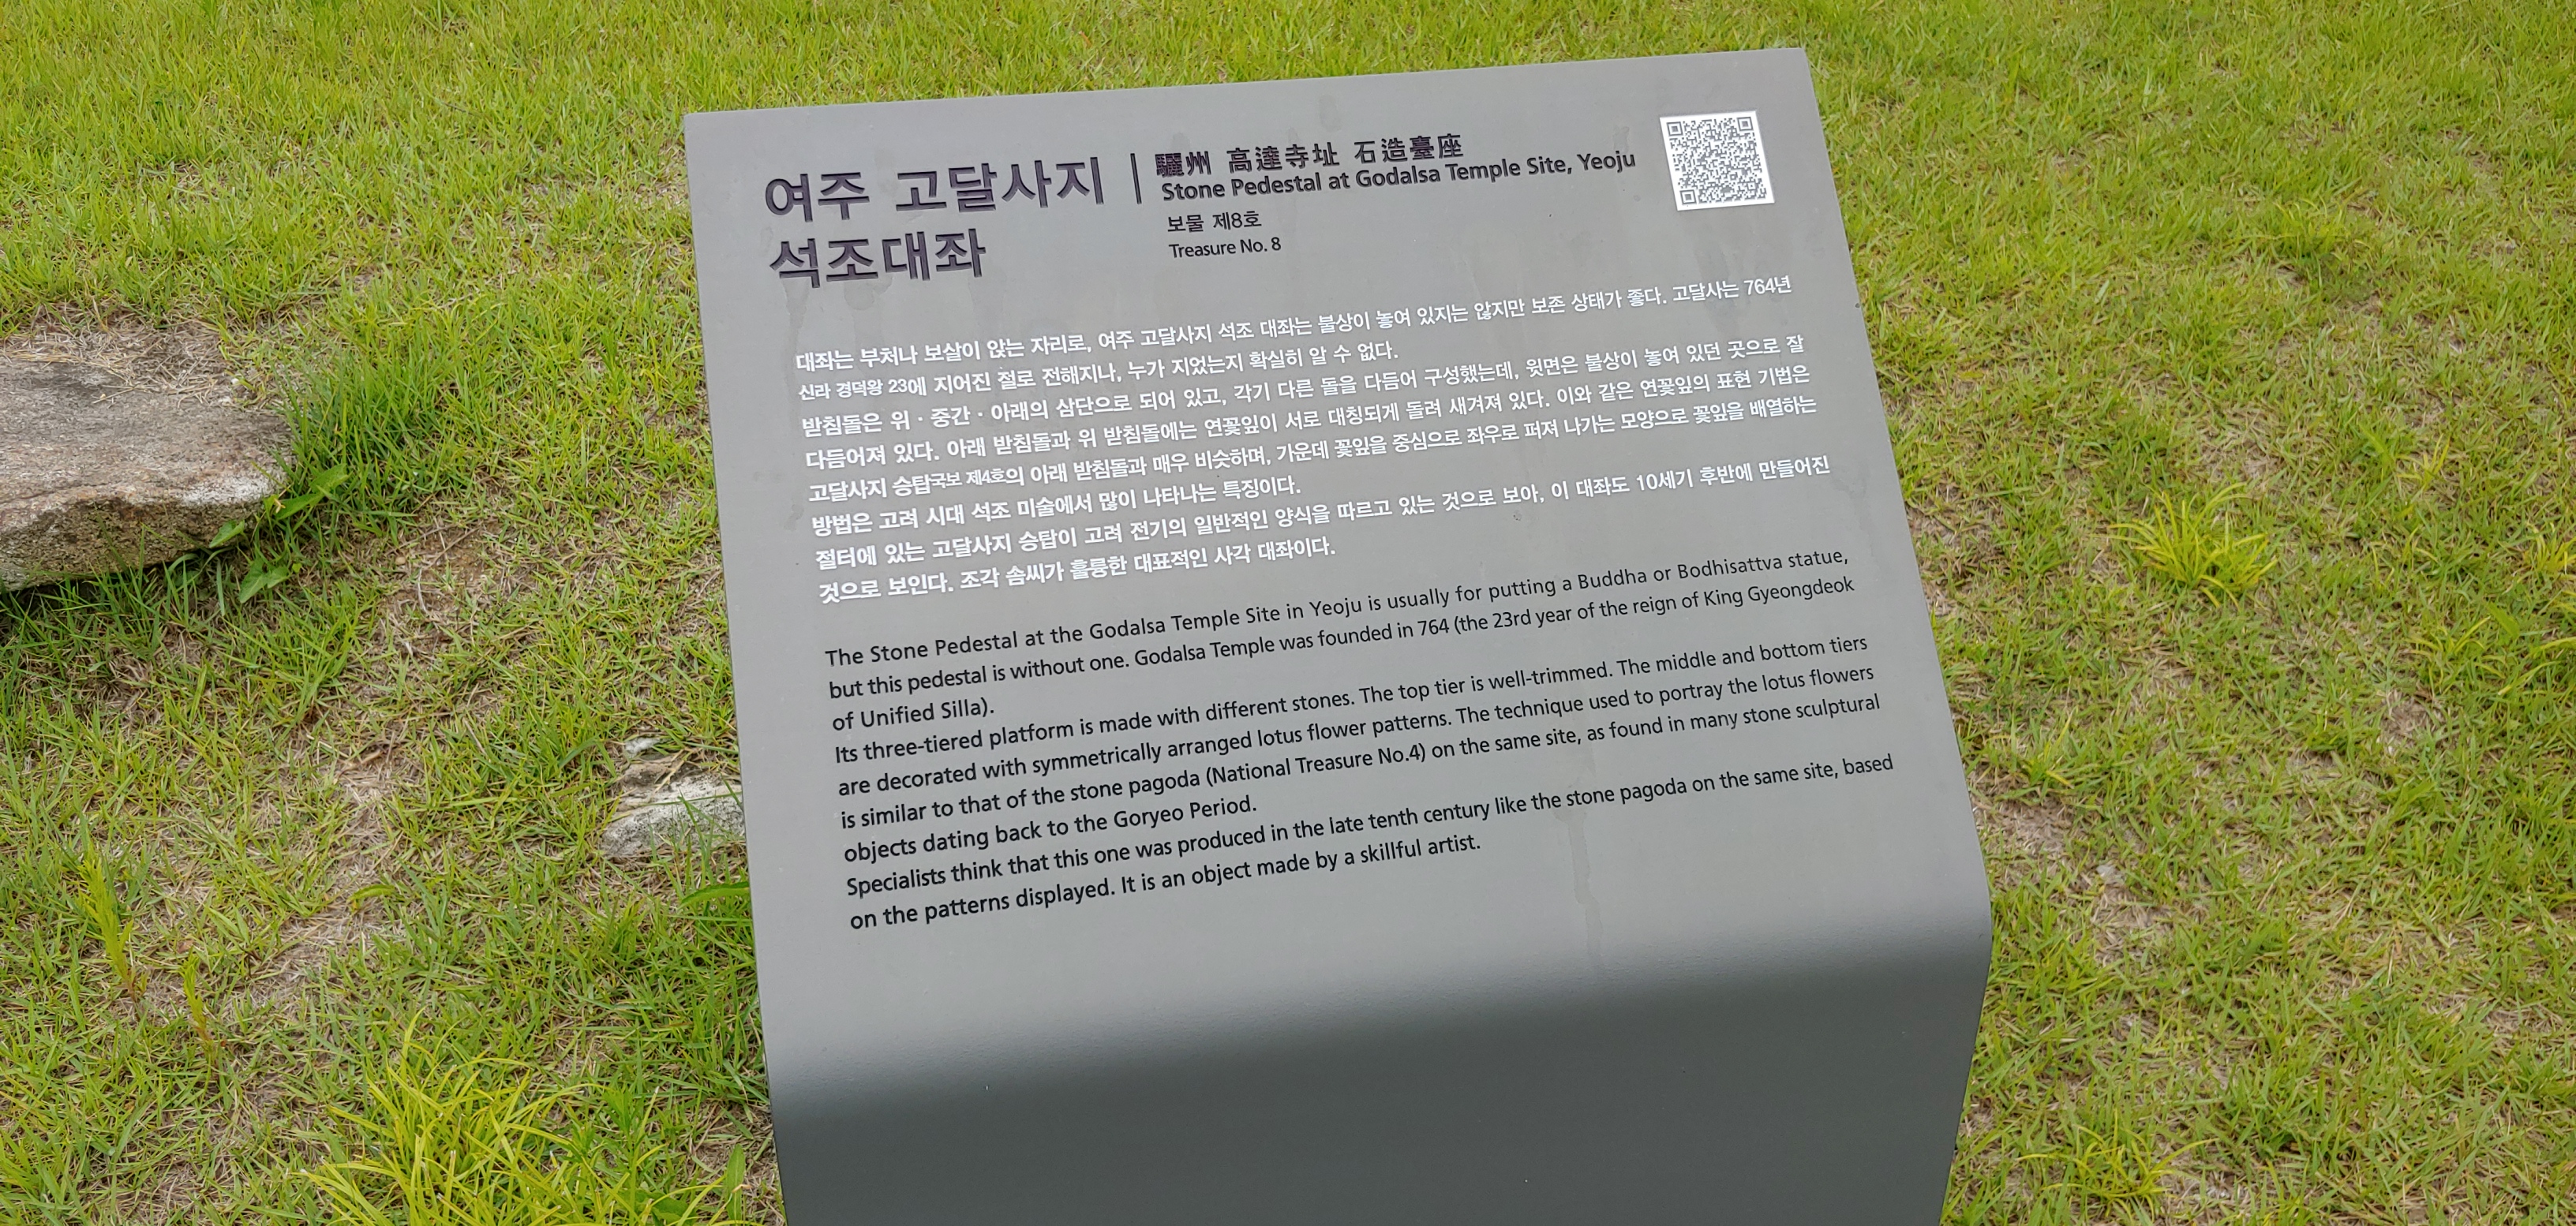 여주 고달사지
석조대좌
驪州 高達寺址 石造臺座
Stone Pedestal at Godalsa Temple Site, Yeoju
보물 제8호
Treasure No. 8
대좌는 부처나 보살이 앉는 자리로, 여주 고달사지 석조 대좌는 불상이 놓여 있지는 않지만 보존 상태가 좋다. 고달사는 764년
신라 경덕왕 23에 지어진 절로 전해지나, 누가 지었는지 확실히 알 수 없다.
받침돌은 위 · 중간 · 아래의 삼단으로 되어 있고, 각기 다른 돌을 다듬어 구성했는데, 윗면은 불상이 놓여 있던 곳으로 잘
다듬어져 있다. 아래 받침돌과 위 받침돌에는 연꽃잎이 서로 대칭되게 돌려 새겨져 있다. 이와 같은 연꽃잎의 표현 기법은
고달사지 승탑국보 제4호의 아래 받침돌과 매우 비슷하며, 가운데 꽃잎을 중심으로 좌우로 퍼져 나가는 모양으로 꽃잎을 배열하는
방법은 고려 시대 석조 미술에서 많이 나타나는 특징이다.
절터에 있는 고달사지 승탑이 고려 전기의 일반적인 양식을 따르고 있는 것으로 보아, 이 대좌도 10세기 후반에 만들어진
것으로 보인다. 조각 솜씨가 훌륭한 대표적인 사각 대좌이다.
The Stone Pedestal at the Godalsa Temple Site in Yeoju is usually for putting a Buddha or Bodhisattva statue,
but this pedestal is without one. Godalsa Temple was founded in 764 (the 23rd year of the reign of King Gyeongdeok
of Unified Silla).
Its three-tiered platform is made with different stones. The top tier is well-trimmed. The middle and bottom tiers
are decorated with symmetrically arranged lotus flower patterns. The technique used to portray the lotus flowers
is similar to that of the stone pagoda (National Treasure No.4) on the same site, as found in many stone sculptural
objects dating back to the Goryeo Period.
Specialists think that this one was produced in the late tenth century like the stone pagoda on the same site, based
on the patterns displayed. It is an object made by a skillful artist.